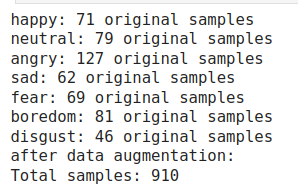 happy: 71 original samples
neutral: 79 original samples
angry: 127 original samples
sad: 62 original samples
fear: 69 original samples
boredom: 81 original samples
disgust: 46 original samples
after data augmentation:
Total samples: 910